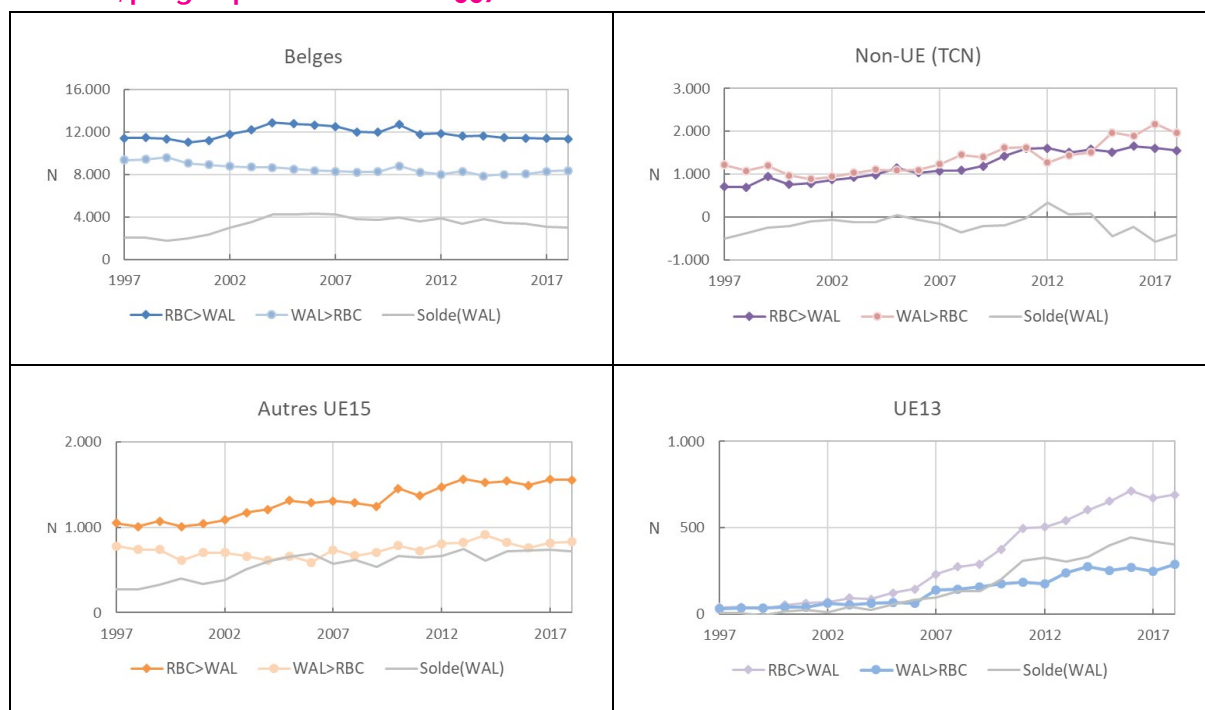 Belges
16.000
12.000
N
8.000
4.000
0
1997 2002 2007 2012 2017
RBC>WAL WAL>RBC Solde(WAL)
Non-UE (TCN)
3.000
2.000
N
1.000
0
-1.000
1997 2002 2007 2012 2017
RBC>WAL WAL>RBC Solde(WAL)
Autres UE15
2.000
N
1.000
0
1997 2002 2007 2012 2017
RBC>WAL WAL>RBC Solde(WAL)
UE13
1.000
N
500
0
1997 2002 2007 2012 2017
RBC>WAL WAL>RBC Solde(WAL)